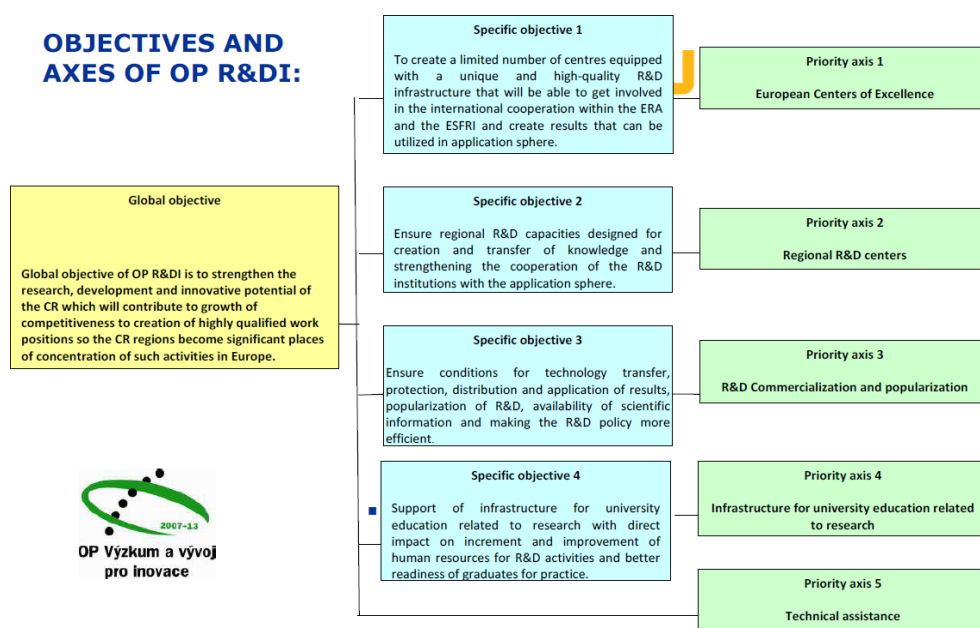 OBJECTIVES AND
AXES OF OP R&DI:
Global objective
Global objective of OP R&DI is to strengthen the
research, development and innovative potential of
the CR which will contribute to growth of
competitiveness to creation of highly qualified work
positions so the CR regions become significant places
of concentration of such activities in Europe.
Specific objective 1
To create a limited number of centres equipped
with a unique and high-quality R&D
infrastructure that will be able to get involved
in the international cooperation within the ERA
and the ESFRI and create results that can be
utilized in application sphere.
Priority axis 1
European Centers of Excellence
Specific objective 2
Ensure regional R&D capacities designed for
creation and transfer of knowledge and
strengthening the cooperation of the R&D
institutions with the application sphere.
Priority axis 2
Regional R&D centers
Specific objective 3
Ensure conditions for technology transfer,
protection, distribution and application of results,
popularization of R&D, availability of scientific
information and making the R&D policy more
efficient.
Priority axis 3
R&D Commercialization and popularization
Specific objective 4
Support of infrastructure for university
education related to research with direct
impact on increment and improvement of
human resources for R&D activities and better
readiness of graduates for practice.
Priority axis 4
Infrastructure for university education related
to research
Priority axis 5
Technical assistance
2007-13
OP Výzkum a vývoj
pro inovace